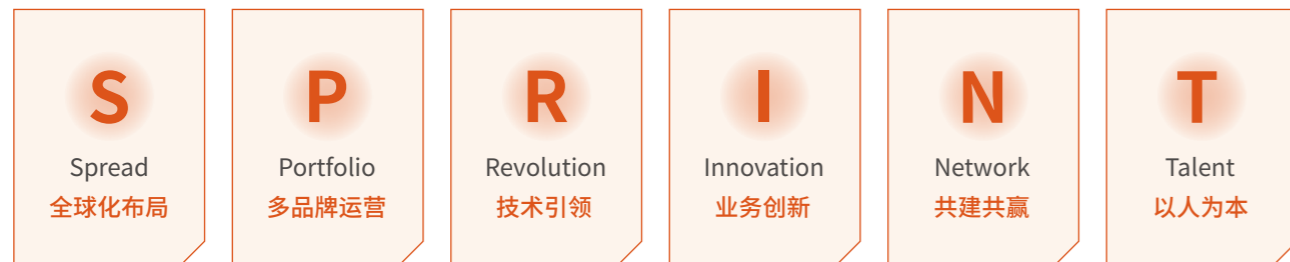 S
Spread
全球化布局
P
Portfolio
多品牌运营
R
Revolution
技术引领
I
Innovation
业务创新
N
Network
共建共赢
T
Talent
以人为本